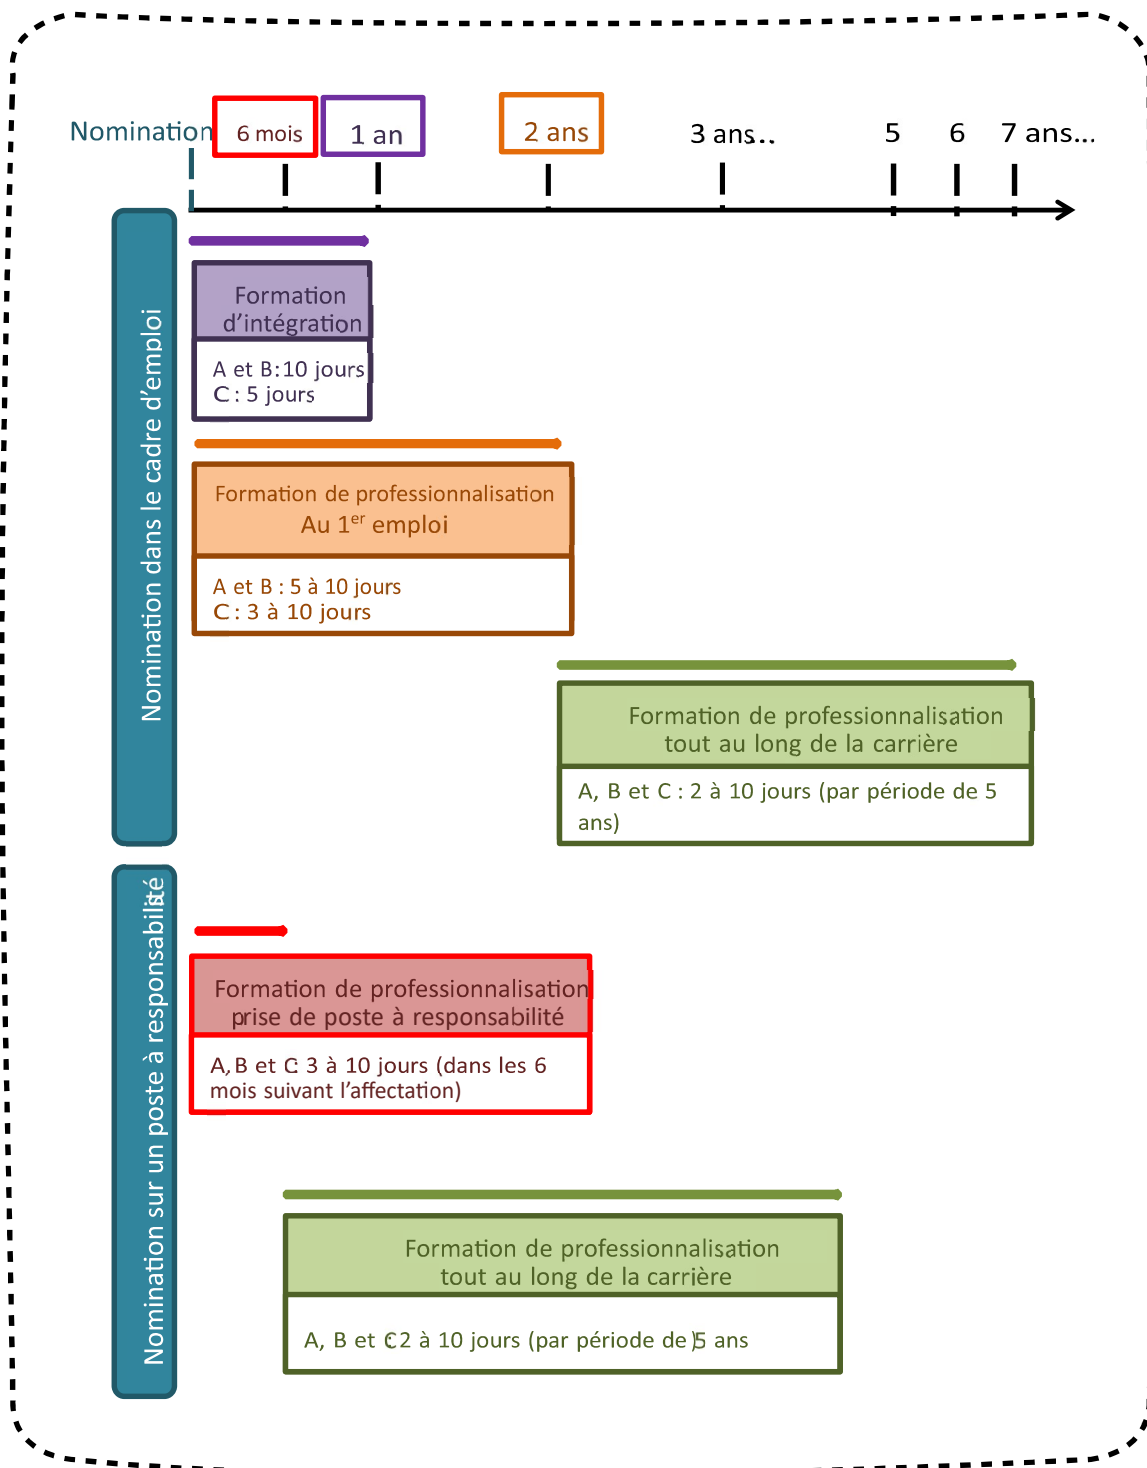 Nomination 6 mois 1 an 2 ans 3 ans... 5 6 7 ans...
Nomination dans le cadre d'emploi
Formation
d'intégration
A et B:10 jours
C : 5 jours
Formation de professionnalisation
Au 1er emploi
A et B : 5 à 10 jours
C : 3 à 10 jours
Formation de professionnalisation
tout au long de la carrière
A, B et C : 2 à 10 jours (par période de 5
ans)
Nomination sur un poste à responsabilité
Formation de professionnalisation
prise de poste à responsabilité
A, B et C: 3 à 10 jours (dans les 6
mois suivant l'affectation)
Formation de professionnalisation
tout au long de la carrière
A, B et C: 2 à 10 jours (par période de )5 ans